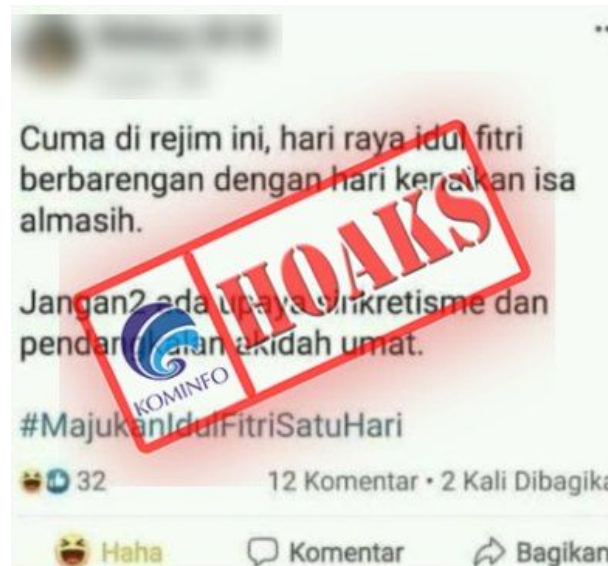 Cuma di rejim ini, hari raya idul fitri
berbarengan dengan hari kenaikan isa
almasih.
Jangan2 ada upaya sinkretisme dan
pendangkalan akidah umat.
HOAKS
KOMINFO
#MajukanIdulFitriSatuHari
32
12 Komentar • 2 Kali Dibagika
Haha
Komentar
Bagikan